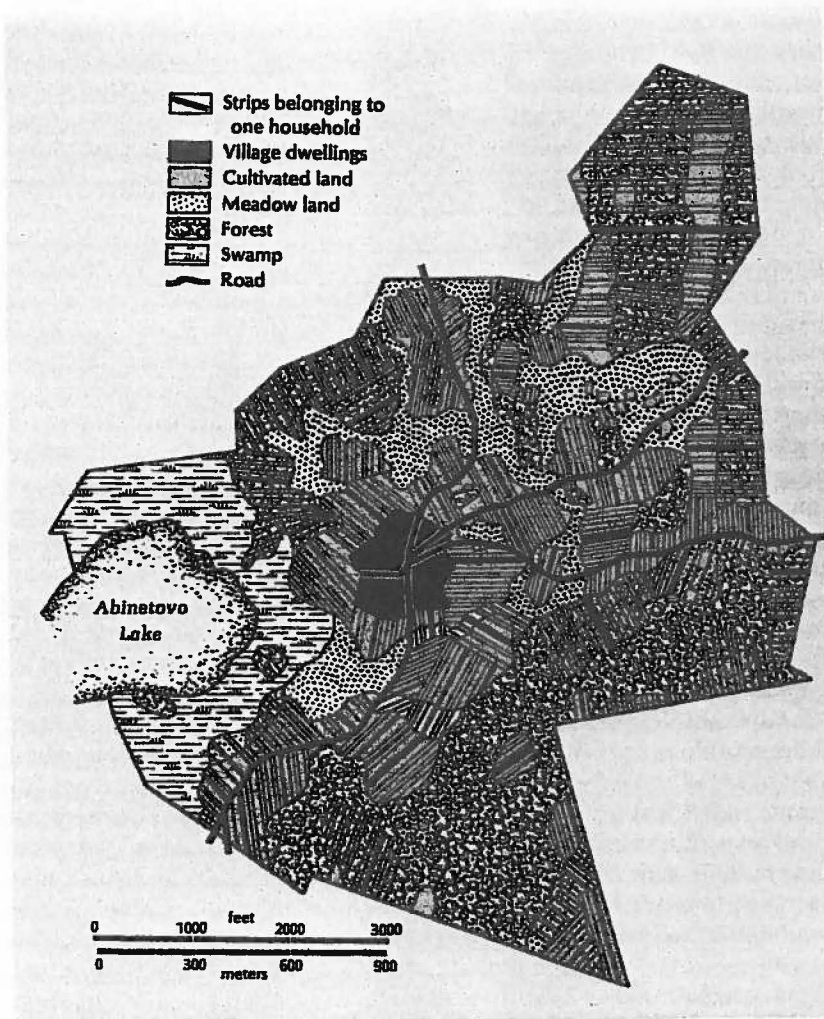 Strips belonging to
one household
Village dwellings
Cultivated land
Meadow land
Forest
Swamp
Road
Abinetovo
Lake
feet
0 1000 2000 3000
0 300 600 900
meters